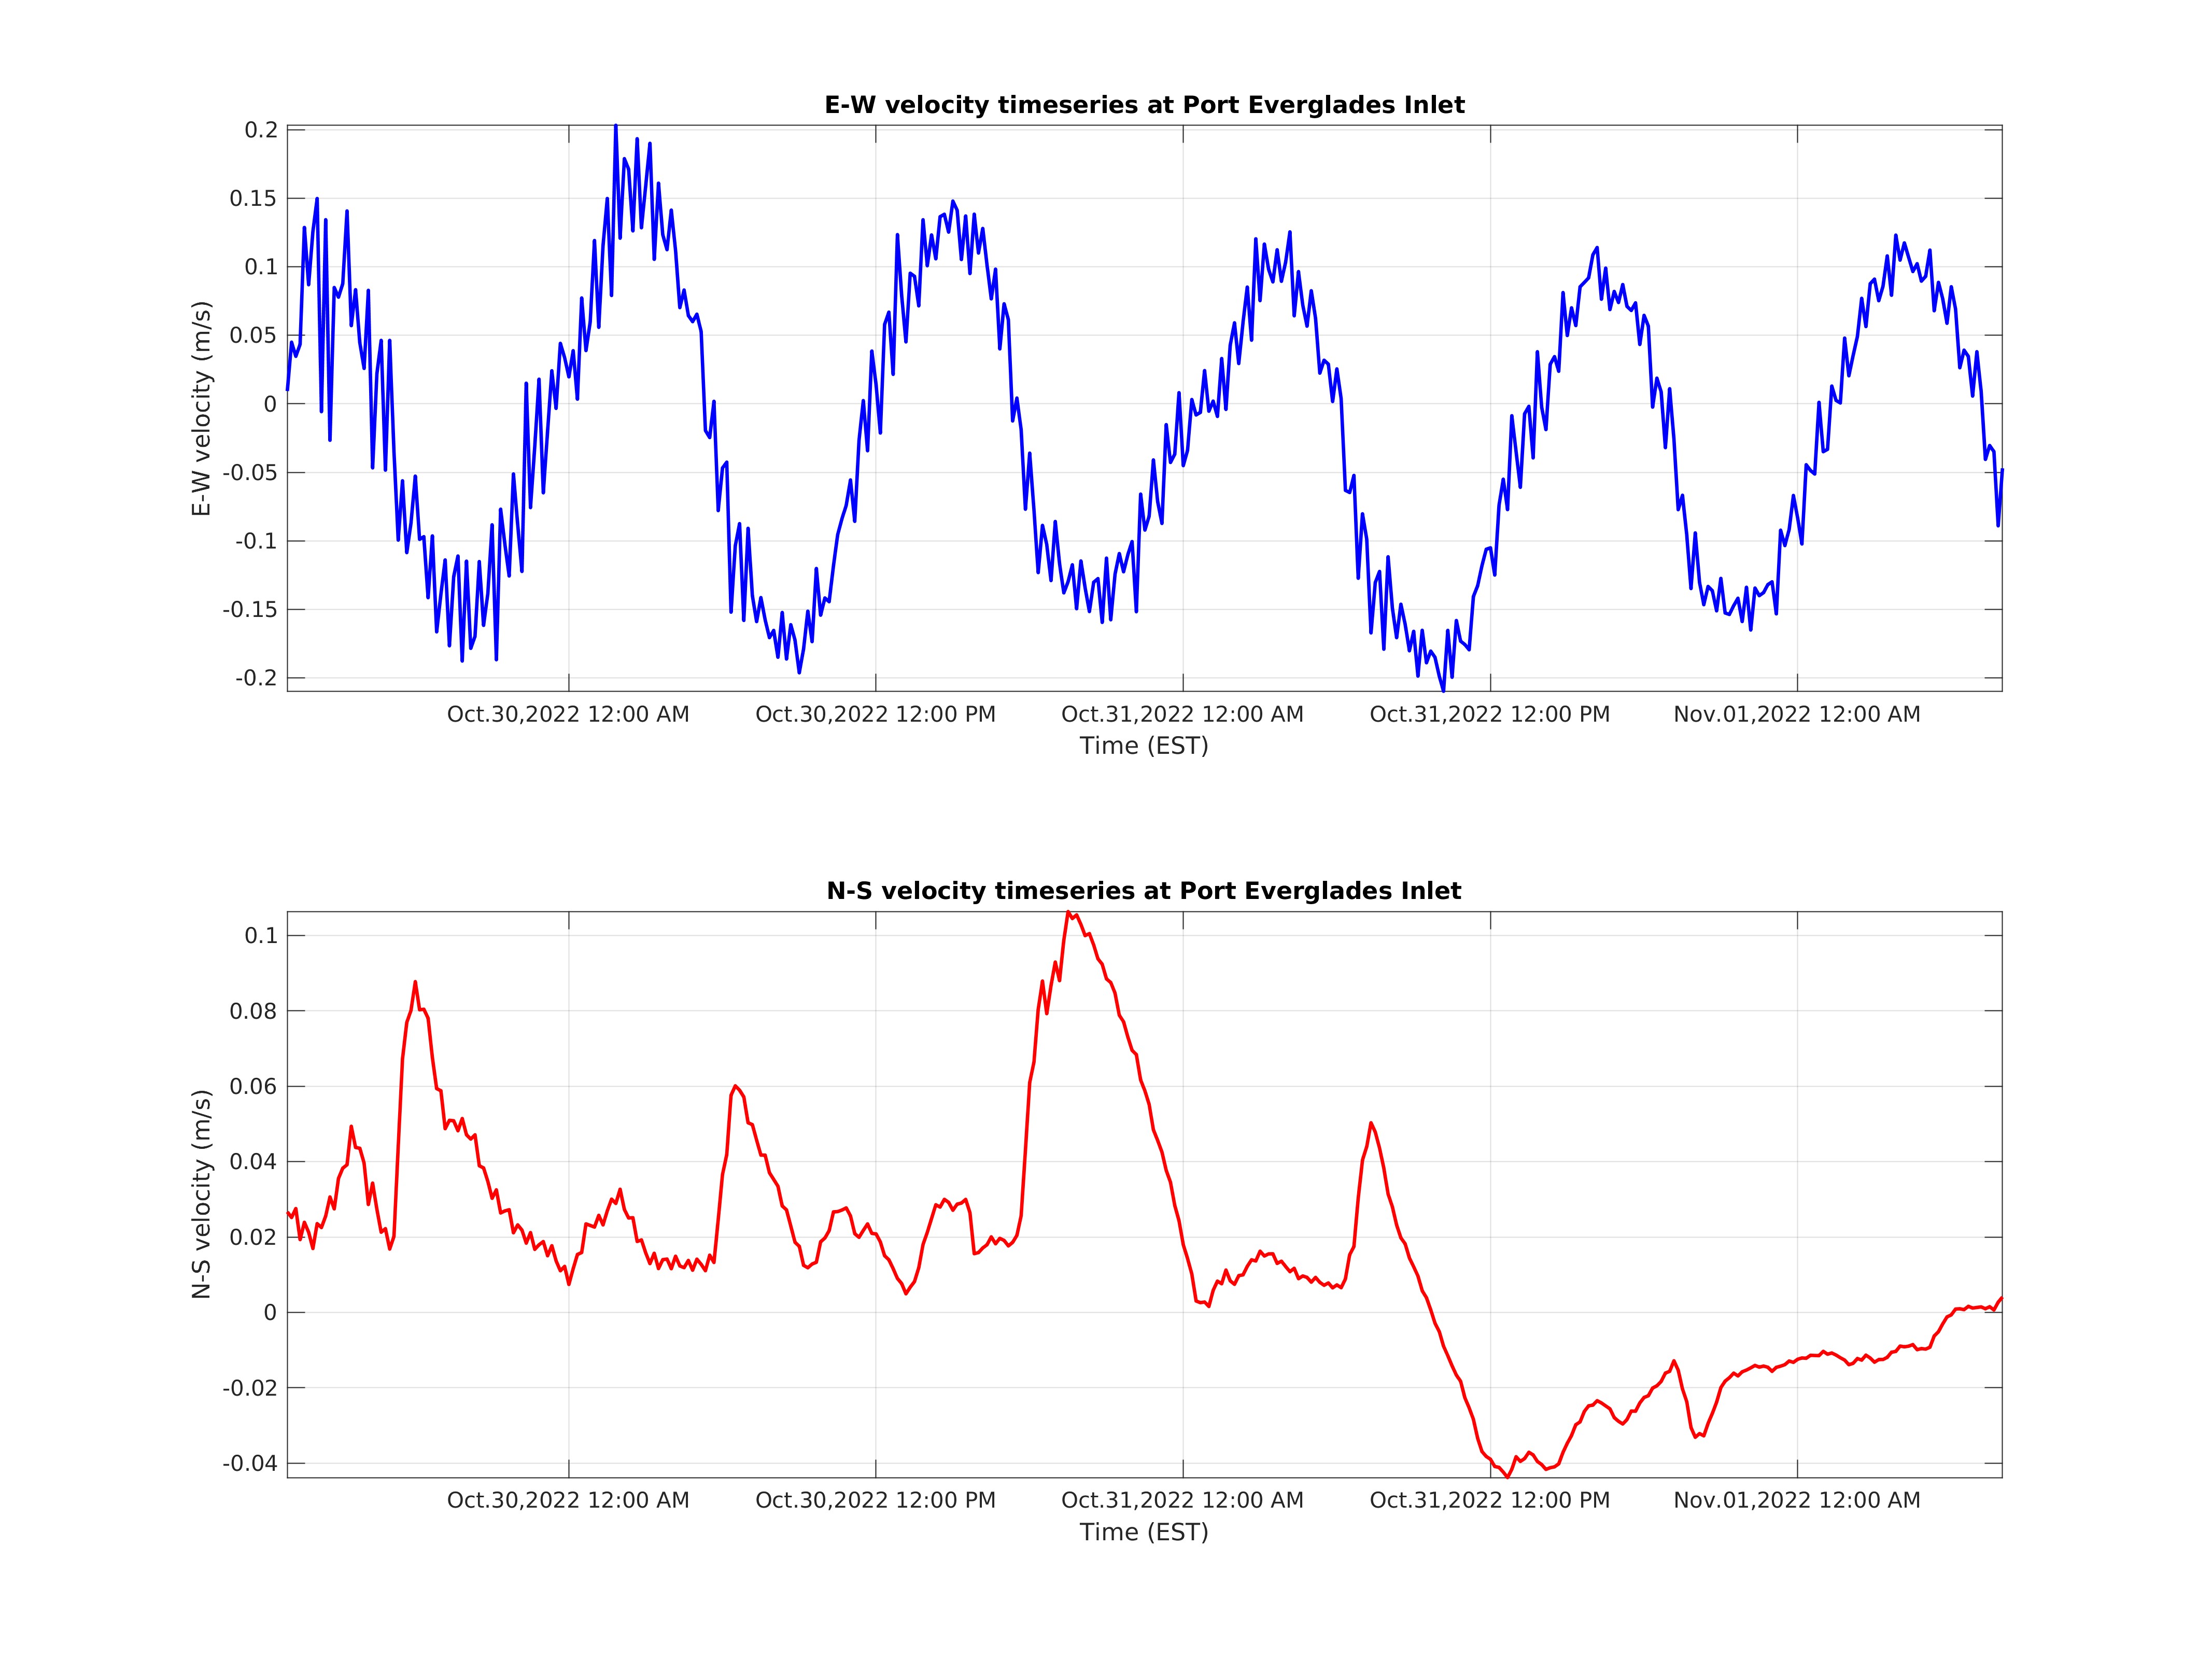 E-W velocity timeseries at Port Everglades Inlet
0.2
0.15
0.1
0.05
0
-0.05
-0.1
-0.15
-0.2
E-W velocity (m/s)
Oct.30,2022 12:00 AM Oct.30,2022 12:00 PM Oct.31,2022 12:00 AM Oct.31,2022 12:00 PM Nov.01,2022 12:00 AM
Time (EST)
N-S velocity timeseries at Port Everglades Inlet
0.1
0.08
0.06
0.04
0.02
0
-0.02
-0.04
N-S velocity (m/s)
Oct.30,2022 12:00 AM Oct.30,2022 12:00 PM Oct.31,2022 12:00 AM Oct.31,2022 12:00 PM Nov.01,2022 12:00 AM
Time (EST)